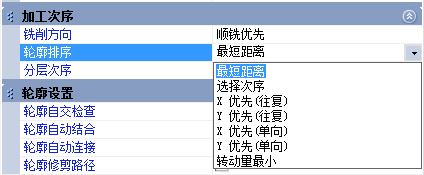 加工次序
铣削方向 顺铣优先
轮廓排序 最短距离
分层次序 最短距离
选择次序
轮廓设置 X 优先(往复)
轮廓自交检查 Y 优先(往复)
轮廓自动结合 X 优先(单向)
轮廓自动连接 Y 优先(单向)
轮廓修剪路径 转动量最小